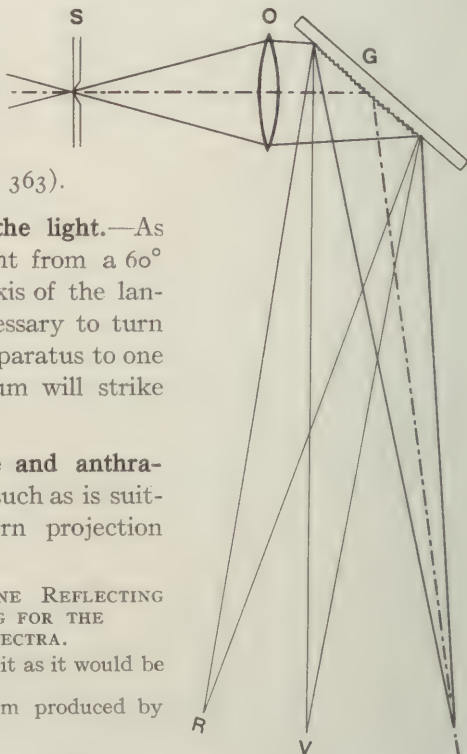 S
O
G
363).
the light.—As
nt from a 60°
xis of the lan-
essary to turn
paratus to one
um will strike
e and anthra-
such as is suit-
ern projection
NE REFLECTING
G FOR THE
ECTRA.
it as it would be
m produced by
R
V